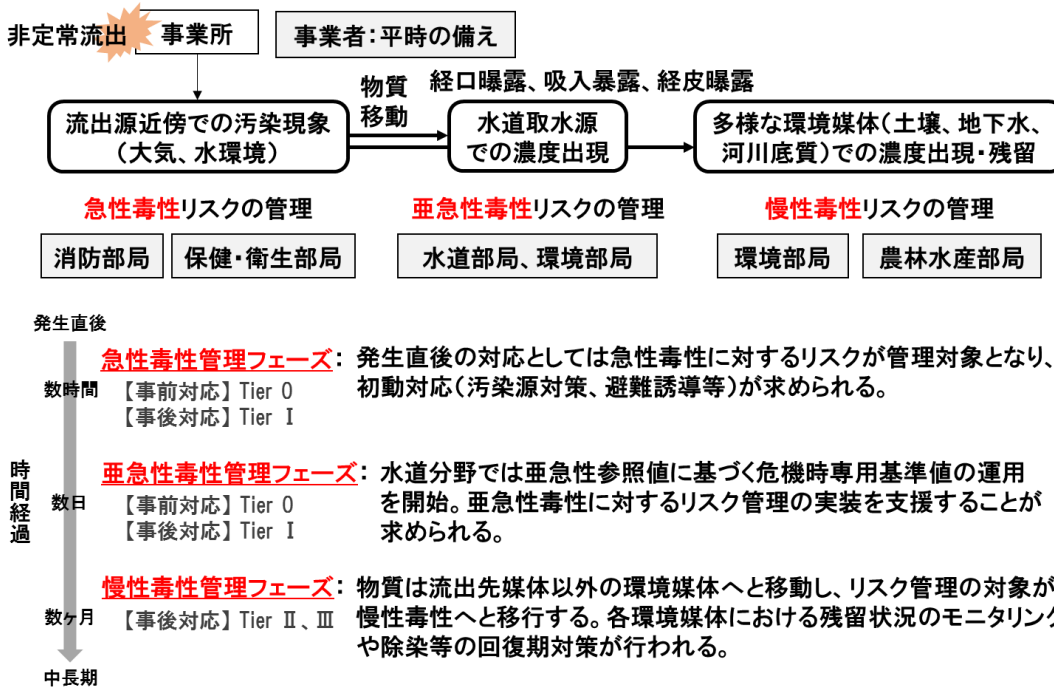 非定常流出
事業所
事業者：平時の備え
物質
移動
経口曝露、吸入暴露、経皮曝露
流出源近傍での汚染現象
（大気、水環境）
水道取水源
での濃度出現
多様な環境媒体（土壌、地下水、
河川底質）での濃度出現・残留
急性毒性リスクの管理
亜急性毒性リスクの管理
慢性毒性リスクの管理
消防部局
保健・衛生部局
水道部局、環境部局
環境部局
農林水産部局
発生直後
急性毒性管理フェーズ：発生直後の対応としては急性毒性に対するリスクが管理対象となり、
初動対応（汚染源対策、避難誘導等）が求められる。
数時間
【事前対応】Tier 0
【事後対応】Tier Ⅰ
時間経過
亜急性毒性管理フェーズ：水道分野では亜急性参照値に基づく危機時専用基準値の運用
を開始。亜急性毒性に対するリスク管理の実装を支援することが
求められる。
数日
【事前対応】Tier 0
【事後対応】Tier Ⅰ
慢性毒性管理フェーズ：物質は流出先媒体以外の環境媒体へと移動し、リスク管理の対象が
慢性毒性へと移行する。各環境媒体における残留状況のモニタリング
や除染等の回復期対策が行われる。
数ヶ月
【事後対応】Tier Ⅱ、Ⅲ
中長期